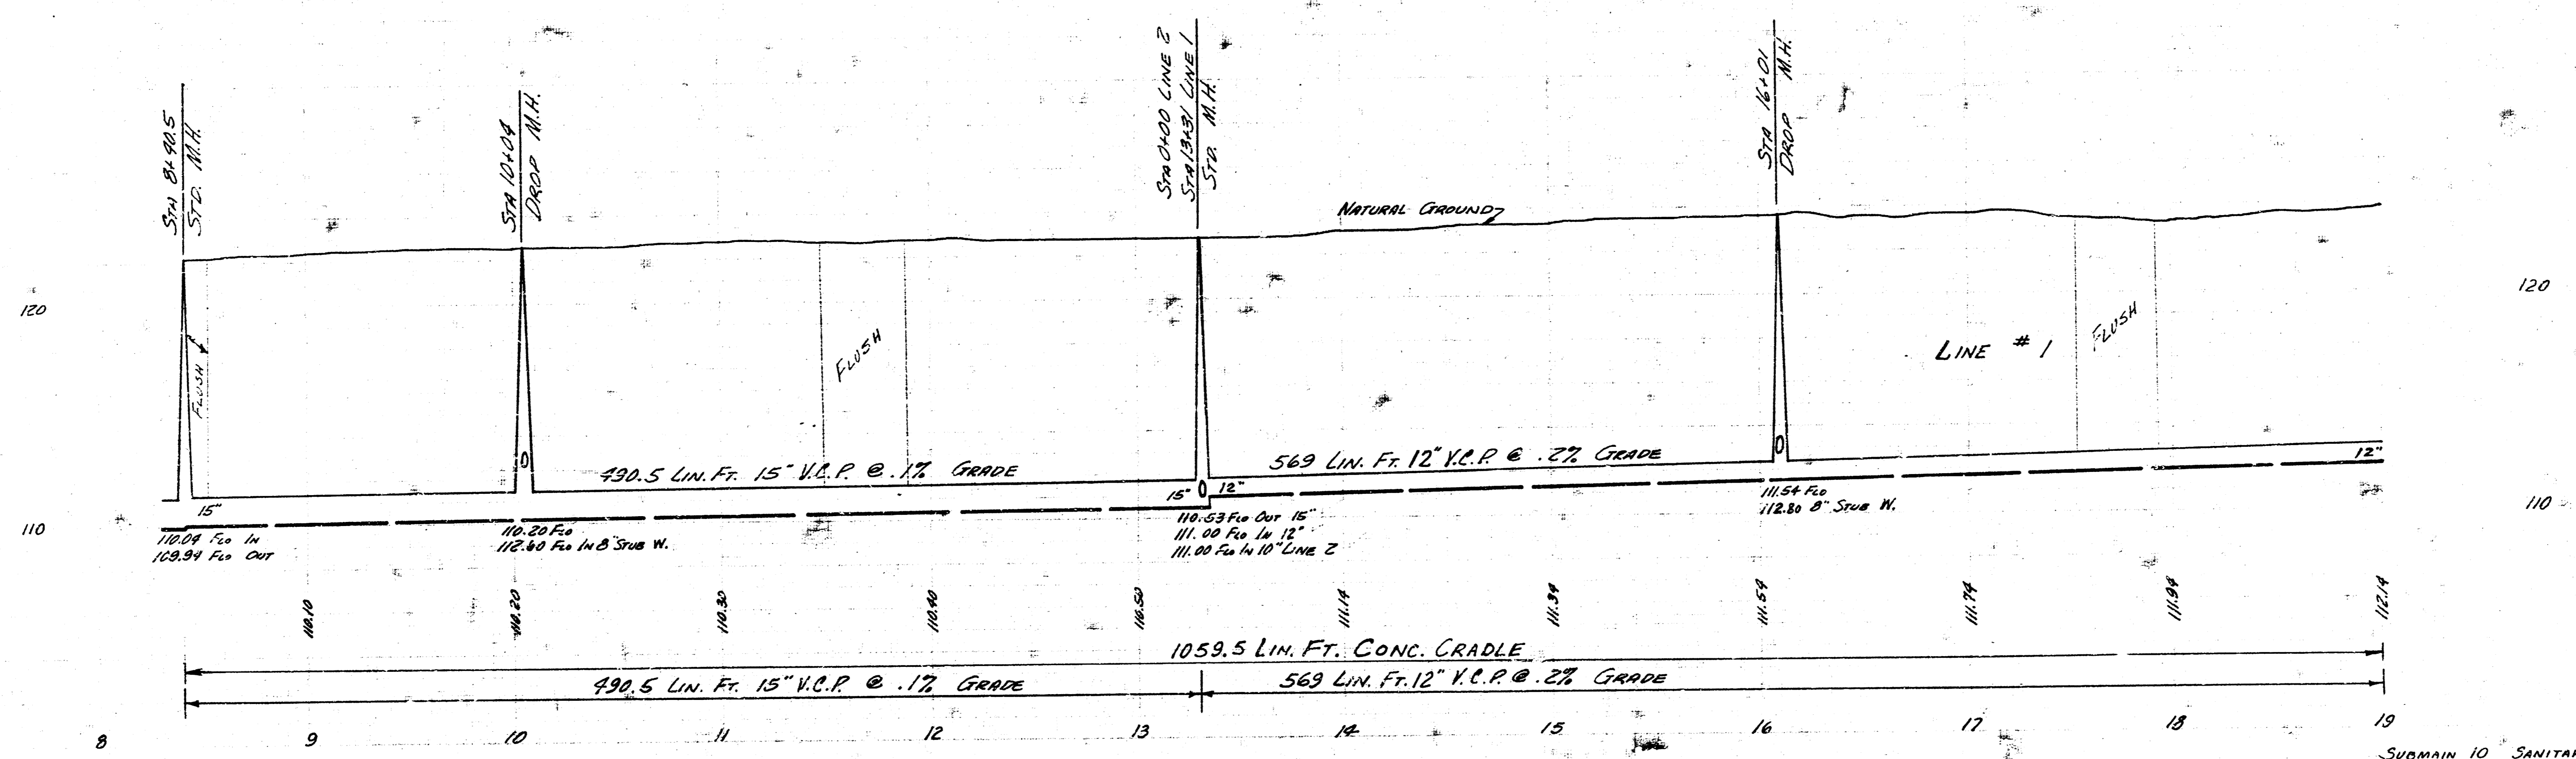 STA 8+40.5
STD. M.H.
STA 10+04
DROP M.H.
STA 0+00 LINE 2
STA 13+31 LINE 1
STD. M.H.
STA 16+01
DROP M.H.
NATURAL GROUND
120
120
FLUSH
FLUSH
LINE # 1
FLUSH
490.5 LIN. FT. 15" V.C.P. @ .1% GRADE
569 LIN. FT. 12" V.C.P. @ .2% GRADE
15"
15"
12"
12"
110
110
110.04 FLO IN
109.94 FLO OUT
110.20 FLO
112.60 FLO IN 8" STUB W.
110.53 FLO OUT 15"
111.00 FLO IN 12"
111.00 FLO IN 10" LINE 2
111.54 FLO
112.80 8" STUB W.
110.10
110.20
110.30
110.40
110.50
111.14
111.34
111.54
111.74
111.94
112.14
1059.5 LIN. FT. CONC. CRADLE
490.5 LIN. FT. 15" V.C.P. @ .1% GRADE
569 LIN. FT. 12" V.C.P. @ .2% GRADE
8 9 10 11 12 13 14 15 16 17 18 19
SUBMAIN 10 SANITAR